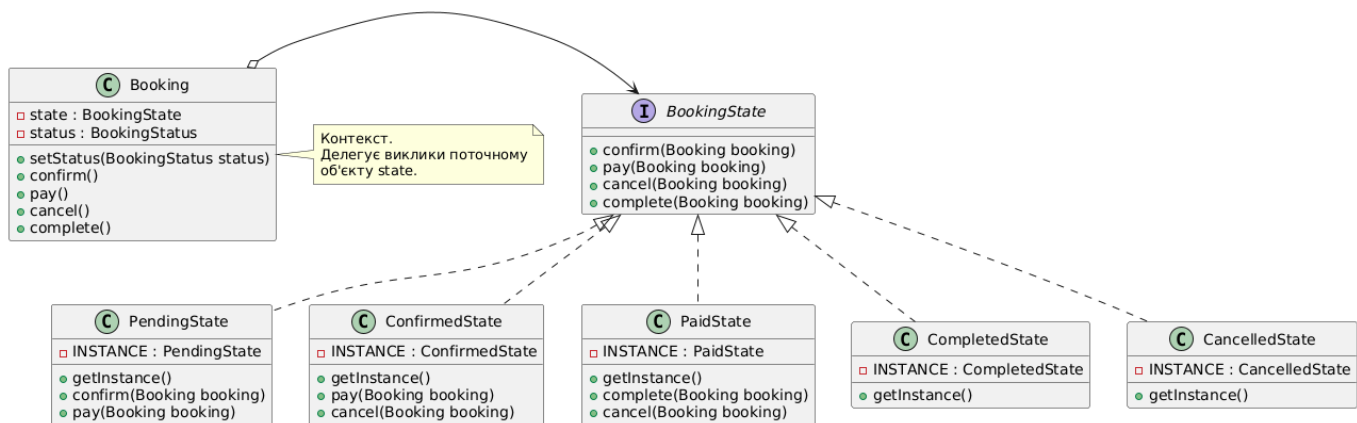 C Booking
state : BookingState
status : BookingStatus
setStatus(BookingStatus status)
confirm()
pay()
cancel()
complete()
Контекст.
Делегує виклики поточному
об'єкту state.
I BookingState
confirm(Booking booking)
pay(Booking booking)
cancel(Booking booking)
complete(Booking booking)
C PendingState
INSTANCE : PendingState
getInstance()
confirm(Booking booking)
pay(Booking booking)
C ConfirmedState
INSTANCE : ConfirmedState
getInstance()
pay(Booking booking)
cancel(Booking booking)
C PaidState
INSTANCE : PaidState
getInstance()
complete(Booking booking)
cancel(Booking booking)
C CompletedState
INSTANCE : CompletedState
getInstance()
C CancelledState
INSTANCE : CancelledState
getInstance()